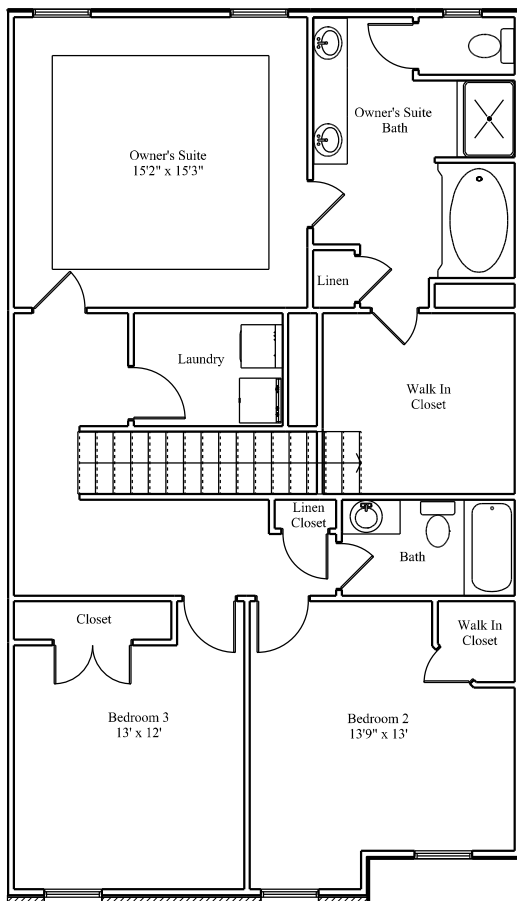 Owner's Suite
15'2" x 15'3"
Owner's Suite
Bath
Linen
Laundry
Walk In
Closet
Linen
Closet
Bath
Closet
Walk In
Closet
Bedroom 3
13' x 12'
Bedroom 2
13'9" x 13'